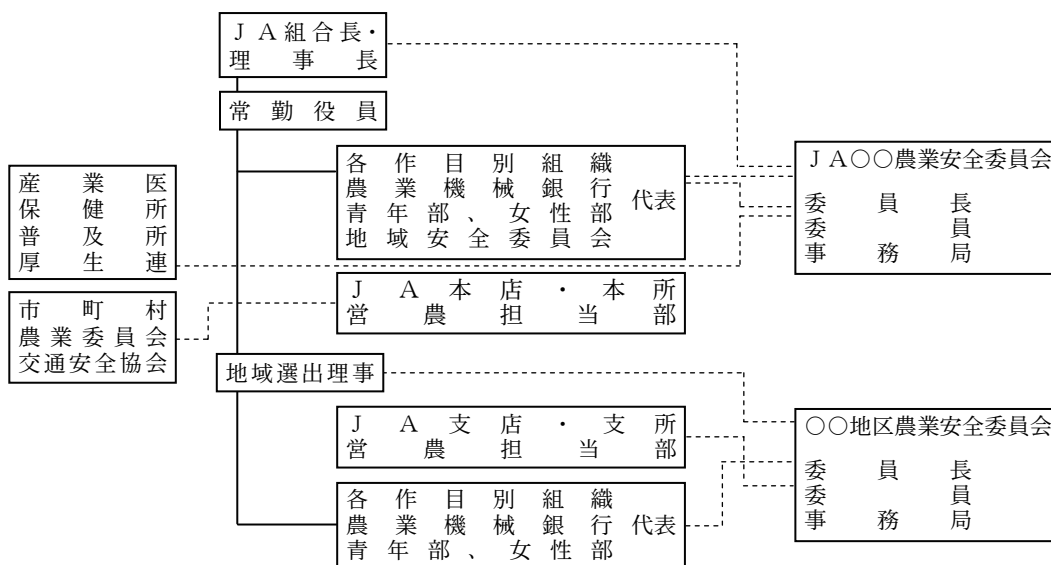 ＪＡ組合長・
理事長
常勤役員
各作目別組織
農業機械銀行
青年部、女性部
地域安全委員会
代表
ＪＡ○○農業安全委員会
委員長
委員
事務局
産業医
保健所
普及所
厚生連
ＪＡ本店・本所
営農担当部
市町村
農業委員会
交通安全協会
地域選出理事
ＪＡ支店・支所
営農担当部
○○地区農業安全委員会
委員長
委員
事務局
各作目別組織
農業機械銀行
青年部、女性部
代表